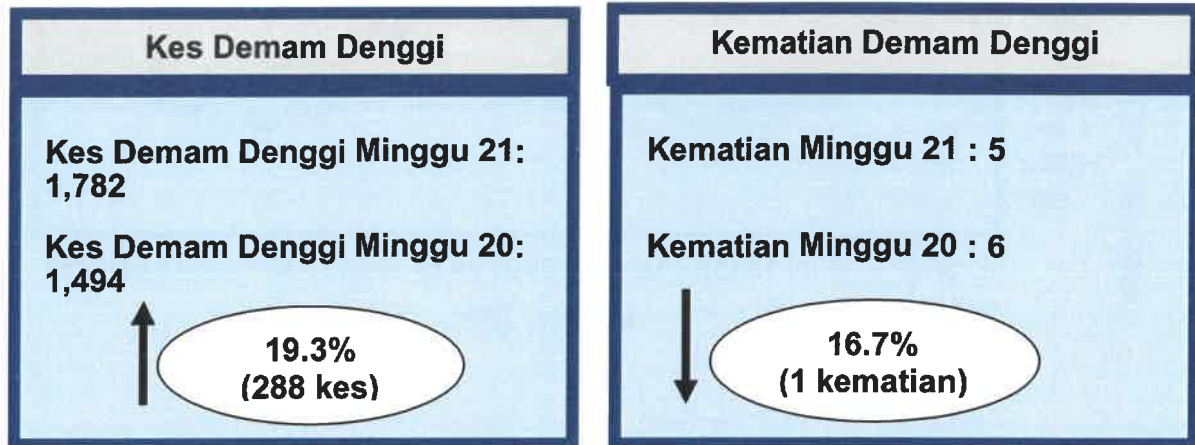 Kes Demam Denggi
Kes Demam Denggi Minggu 21:
1,782
Kes Demam Denggi Minggu 20:
1,494
19.3%
(288 kes)
Kematian Demam Denggi
Kematian Minggu 21 : 5
Kematian Minggu 20 : 6
16.7%
(1 kematian)